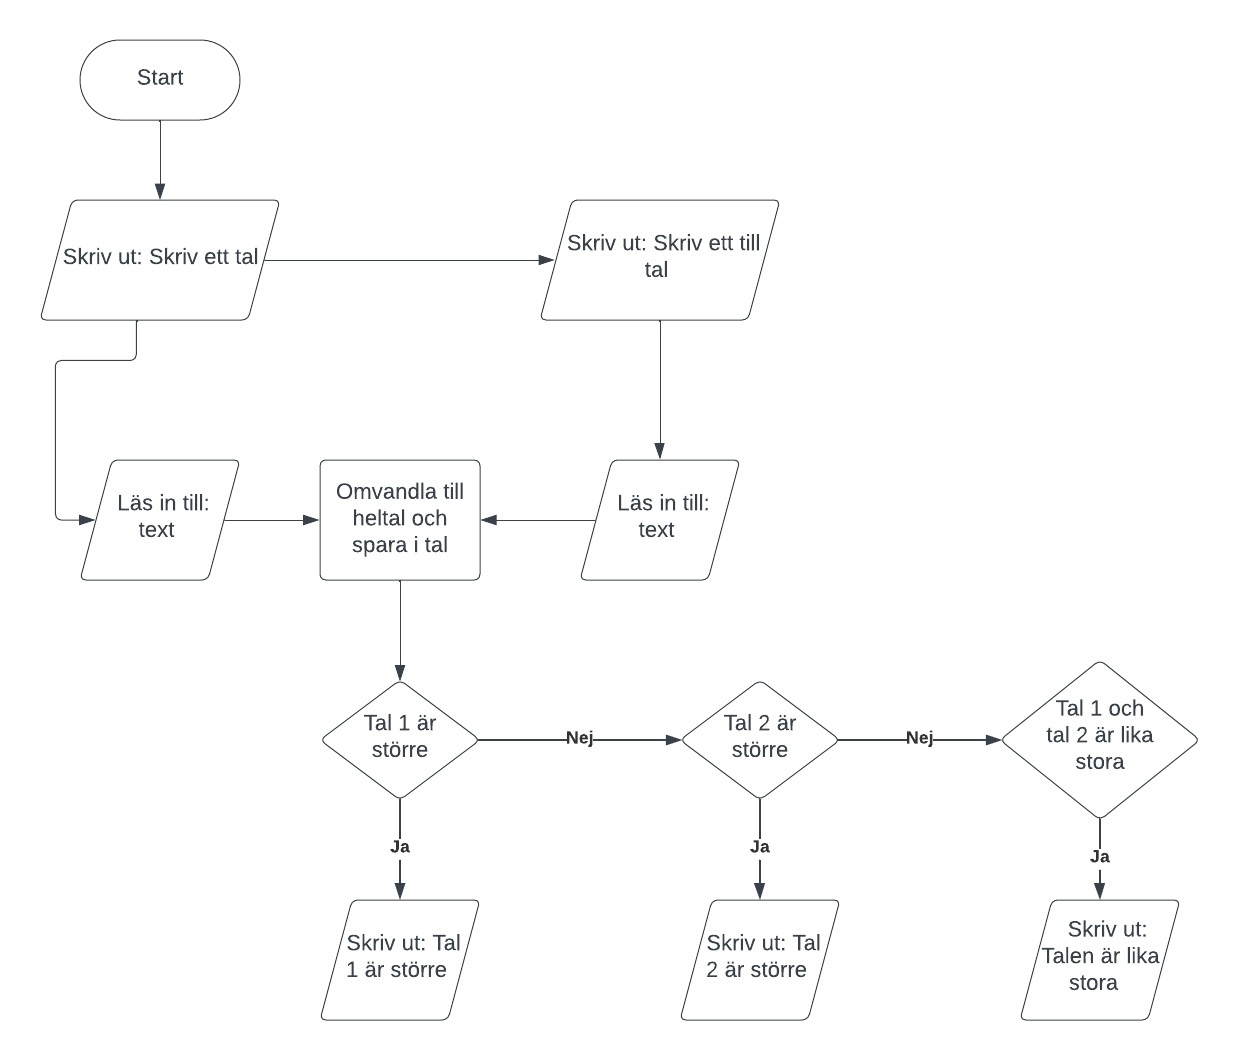 Start
Skriv ut: Skriv ett tal
Skriv ut: Skriv ett till
tal
Läs in till:
text
Omvandla till
heltal och
spara i tal
Läs in till:
text
Tal 1 är
större
Nej
Tal 2 är
större
Nej
Tal 1 och
tal 2 är lika
stora
Ja
Ja
Ja
Skriv ut: Tal
1 är större
Skriv ut: Tal
2 är större
Skriv ut:
Talen är lika
stora